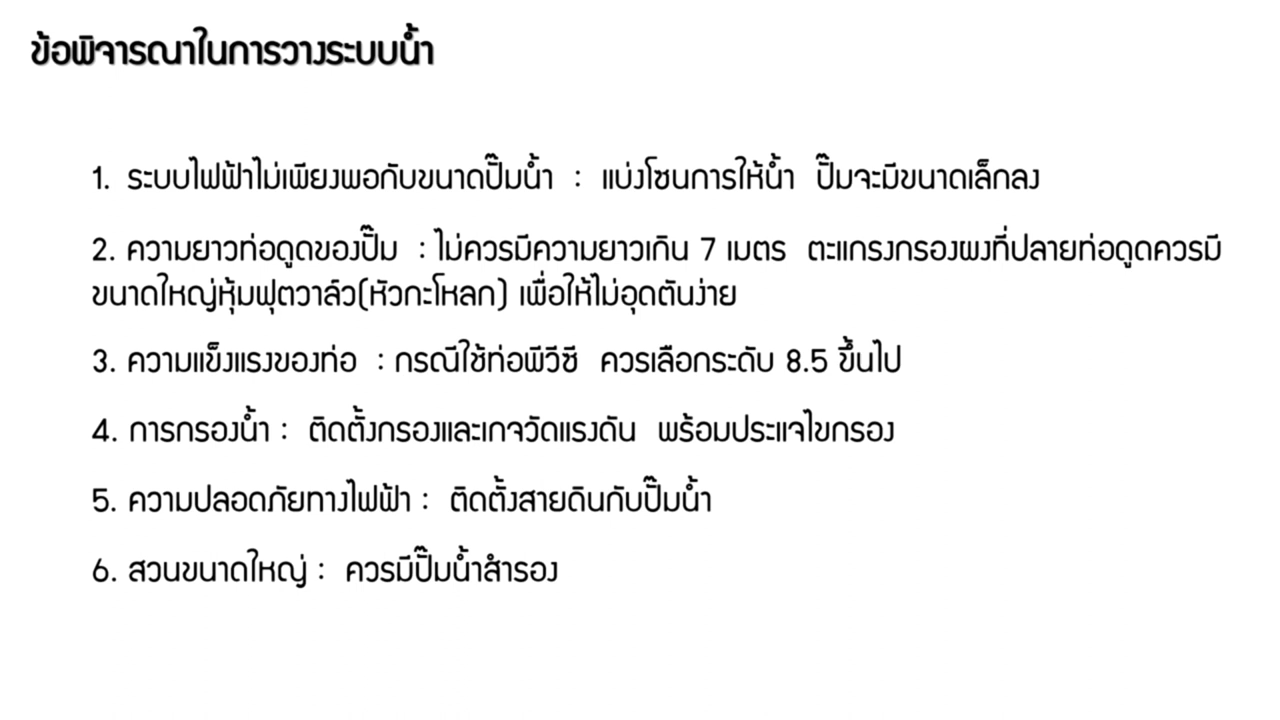 ข้อพิจารณาในการวางระบบน้ำ
1. ระบบไฟฟ้าไม่เพียงพอกับขนาดปั๊มน้ำ : แบ่งโซนการให้น้ำ ปั๊มจะมีขนาดเล็กลง
2. ความยาวท่อดูดของปั๊ม : ไม่ควรมีความยาวเกิน 7 เมตร ตะแกรงกรองผงที่ปลายท่อดูดควรมี
ขนาดใหญ่หุ้มฟุตวาล์ว(หัวกะโหลก) เพื่อให้ไม่อุดตันง่าย
3. ความแข็งแรงของท่อ : กรณีใช้ท่อพีวีซี ควรเลือกระดับ 8.5 ขึ้นไป
4. การกรองน้ำ : ติดตั้งกรองและเกจวัดแรงดัน พร้อมประแจไขกรอง
5. ความปลอดภัยทางไฟฟ้า : ติดตั้งสายดินกับปั๊มน้ำ
6. สวนขนาดใหญ่ : ควรมีปั๊มน้ำสำรอง